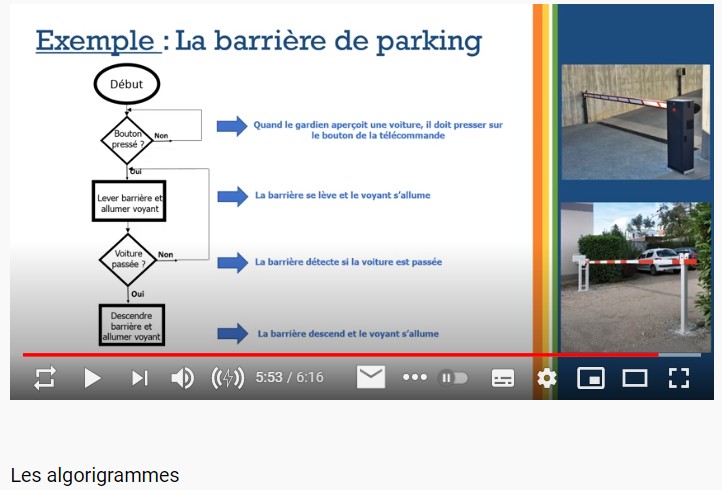 Exemple : La barrière de parking
Début
Bouton
pressé ?
Non
Oui
Quand le gardien aperçoit une voiture, il doit presser sur
le bouton de la télécommande
Lever barrière et
allumer voyant
La barrière se lève et le voyant s’allume
Voiture
passée ?
Non
Oui
La barrière détecte si la voiture est passée
Descendre
barrière et
allumer voyant
La barrière descend et le voyant s’allume
5:53 / 6:16
Les algorigrammes